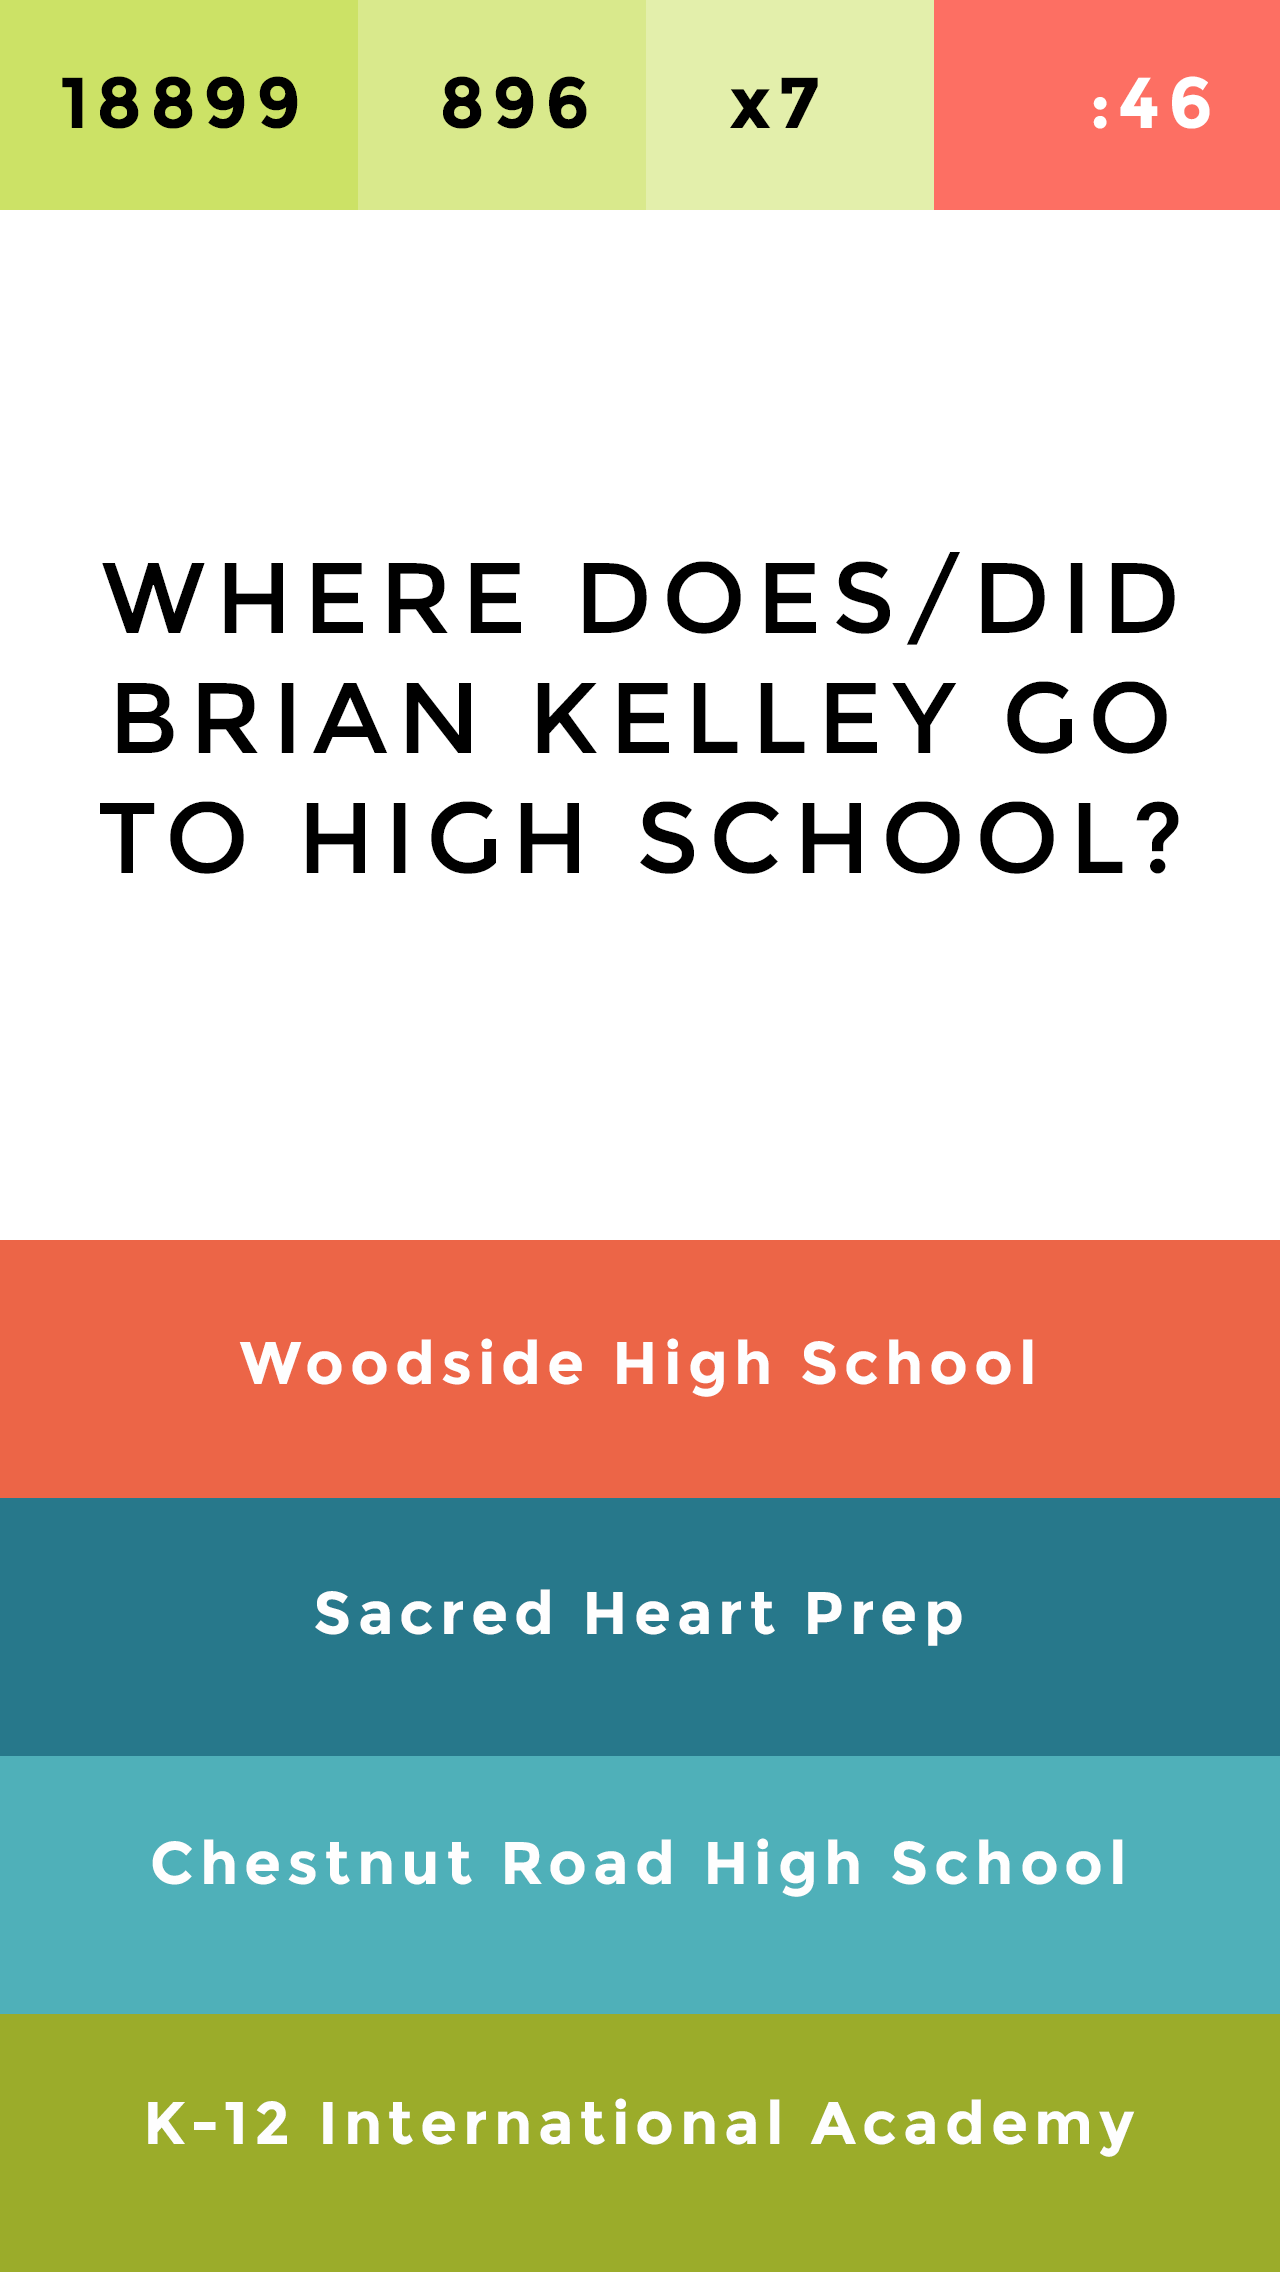 18899 896 x7 :46
WHERE DOES/DID
BRIAN KELLEY GO
TO HIGH SCHOOL?
Woodside High School
Sacred Heart Prep
Chestnut Road High School
K-12 International Academy